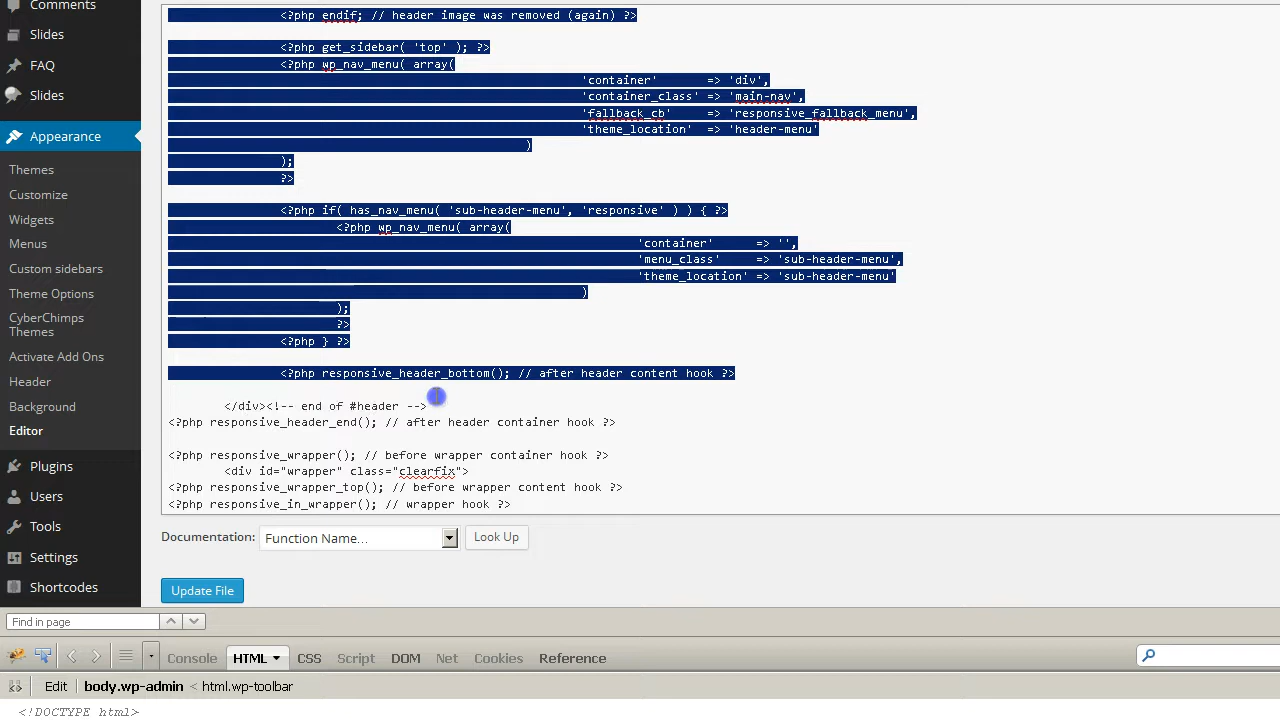 Comments
Slides
FAQ
Slides
Appearance
Themes
Customize
Widgets
Menus
Custom sidebars
Theme Options
CyberChimps
Themes
Activate Add Ons
Header
Background
Editor
Plugins
Users
Tools
Settings
Shortcodes
<?php endif; // header image was removed (again) ?>
<?php get_sidebar( 'top' ); ?>
<?php wp_nav_menu( array(
'container' => 'div',
'container_class' => 'main-nav',
'fallback_cb' => 'responsive_fallback_menu',
'theme_location' => 'header-menu'
)
);
?>
<?php if( has_nav_menu( 'sub-header-menu', 'responsive' ) ) { ?>
<?php wp_nav_menu( array(
'container' => '',
'menu_class' => 'sub-header-menu',
'theme_location' => 'sub-header-menu'
)
);
?>
<?php } ?>
<?php responsive_header_bottom(); // after header content hook ?>
</div><!-- end of #header -->
<?php responsive_header_end(); // after header container hook ?>
<?php responsive_wrapper(); // before wrapper container hook ?>
<div id="wrapper" class="clearfix">
<?php responsive_wrapper_top(); // before wrapper content hook ?>
<?php responsive_in_wrapper(); // wrapper hook ?>
Documentation: Function Name... Look Up
Update File
Find in page
Console HTML CSS Script DOM Net Cookies Reference
Edit body.wp-admin < html.wp-toolbar
<!DOCTYPE html>